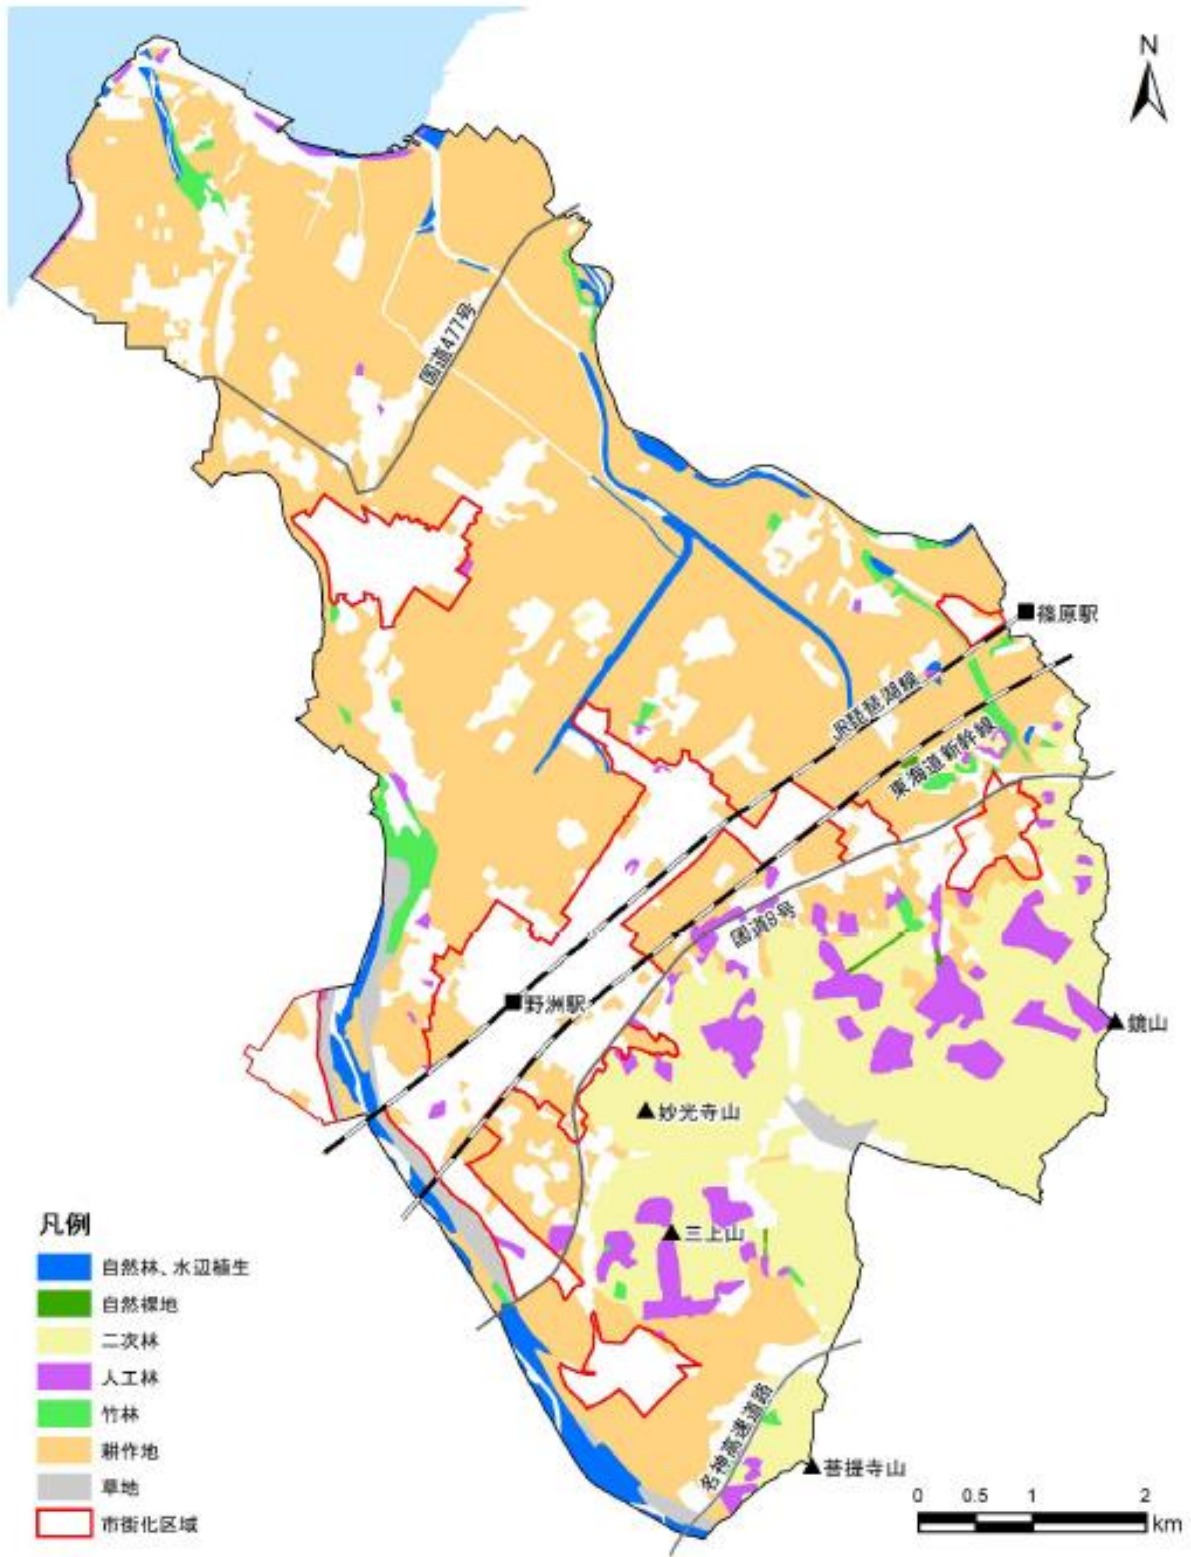 N
国道477号
篠原駅
JR琵琶湖線
東海道新幹線
国道8号
野洲駅
鏡山
妙光寺山
三上山
名神高速道路
菩提寺山
凡例
自然林、水辺植生
自然裸地
二次林
人工林
竹林
耕作地
草地
市街化区域
0 0.5 1 2
km